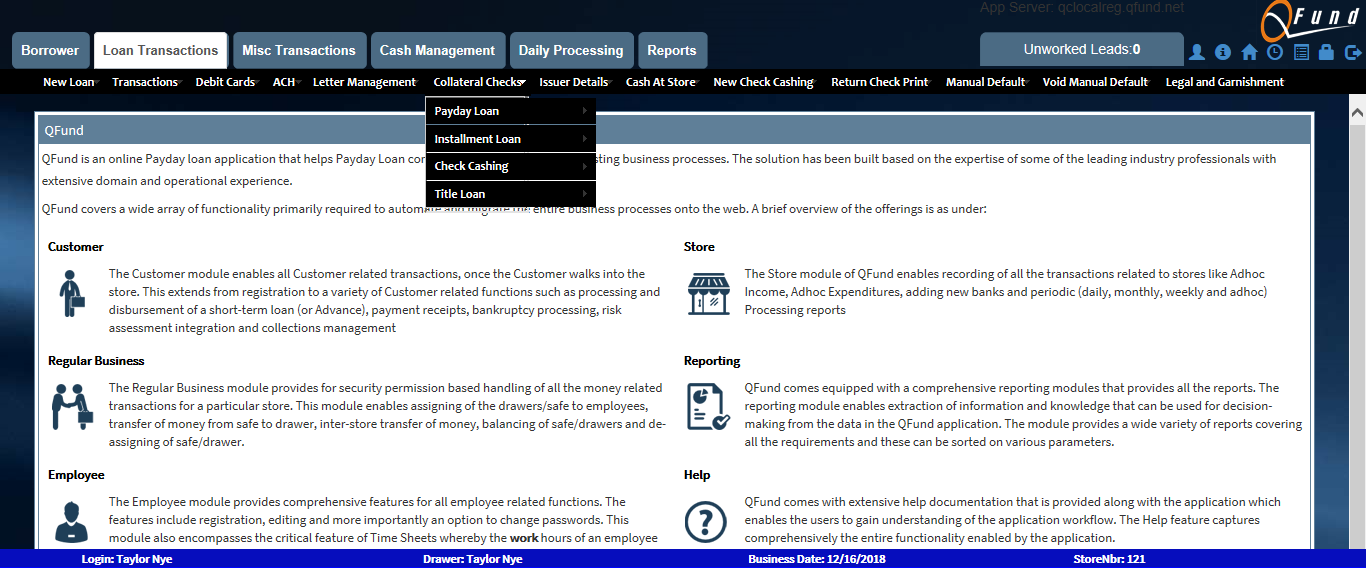 App Server: qclocalreg.qfund.net
QFund
Borrower Loan Transactions Misc Transactions Cash Management Daily Processing Reports Unworked Leads:0
New Loan Transactions Debit Cards ACH Letter Management Collateral Checks Issuer Details Cash At Store New Check Cashing Return Check Print Manual Default Void Manual Default Legal and Garnishment
Payday Loan
Installment Loan
Check Cashing
Title Loan
QFund
QFund is an online Payday loan application that helps Payday Loan business processes. The solution has been built based on the expertise of some of the leading industry professionals with
extensive domain and operational experience.
QFund covers a wide array of functionality primarily required to automate and migrate the entire business processes onto the web. A brief overview of the offerings is as under:
Customer
The Customer module enables all Customer related transactions, once the Customer walks into the
store. This extends from registration to a variety of Customer related functions such as processing and
disbursement of a short-term loan (or Advance), payment receipts, bankruptcy processing, risk
assessment integration and collections management
Store
The Store module of QFund enables recording of all the transactions related to stores like Adhoc
Income, Adhoc Expenditures, adding new banks and periodic (daily, monthly, weekly and adhoc)
Processing reports
Regular Business
The Regular Business module provides for security permission based handling of all the money related
transactions for a particular store. This module enables assigning of the drawers/safe to employees,
transfer of money from safe to drawer, inter-store transfer of money, balancing of safe/drawers and de-
assigning of safe/drawer.
Reporting
QFund comes equipped with a comprehensive reporting modules that provides all the reports. The
reporting module enables extraction of information and knowledge that can be used for decision-
making from the data in the QFund application. The module provides a wide variety of reports covering
all the requirements and these can be sorted on various parameters.
Employee
The Employee module provides comprehensive features for all employee related functions. The
features include registration, editing and more importantly an option to change passwords. This
module also encompasses the critical feature of Time Sheets whereby the work hours of an employee
Help
QFund comes with extensive help documentation that is provided along with the application which
enables the users to gain understanding of the application workflow. The Help feature captures
comprehensively the entire functionality enabled by the application.
Login: Taylor Nye Drawer: Taylor Nye Business Date: 12/16/2018 StoreNbr: 121